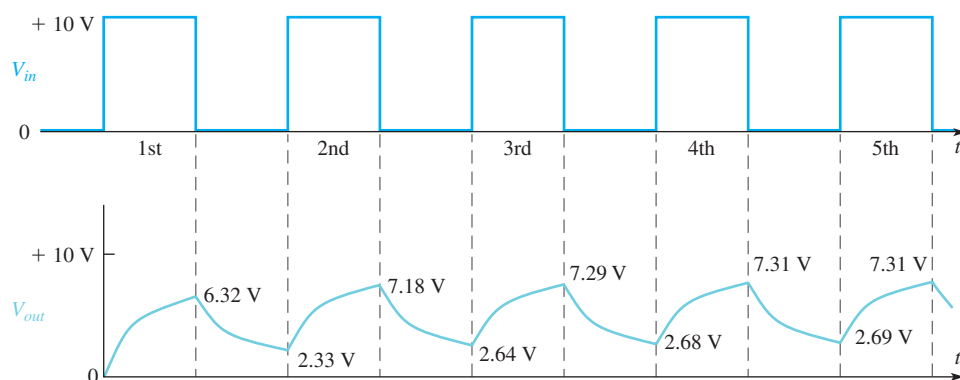 + 10 V
V_in
0
1st 2nd 3rd 4th 5th t
+ 10 V
6.32 V 7.18 V 7.29 V 7.31 V 7.31 V
V_out
2.33 V 2.64 V 2.68 V 2.69 V
0 t